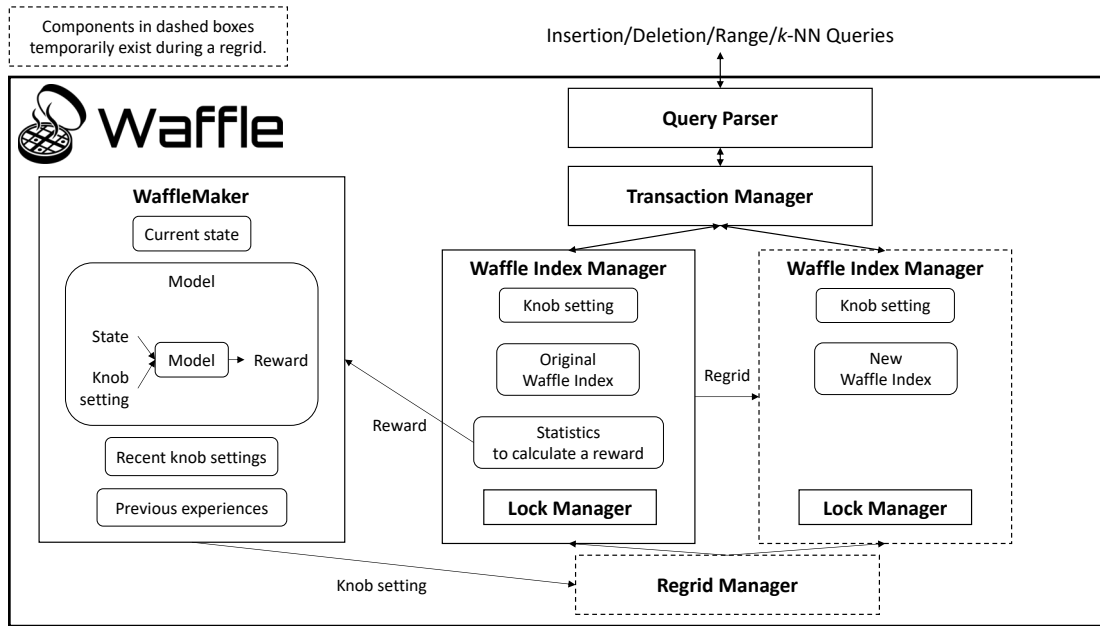 Components in dashed boxes
temporarily exist during a regrid.
Insertion/Deletion/Range/k-NN Queries
Waffle
Query Parser
Transaction Manager
WaffleMaker
Current state
Model
State
Model
Reward
Knob
setting
Recent knob settings
Previous experiences
Reward
Waffle Index Manager
Knob setting
Original
Waffle Index
Statistics
to calculate a reward
Lock Manager
Regrid
Waffle Index Manager
Knob setting
New
Waffle Index
Lock Manager
Knob setting
Regrid Manager